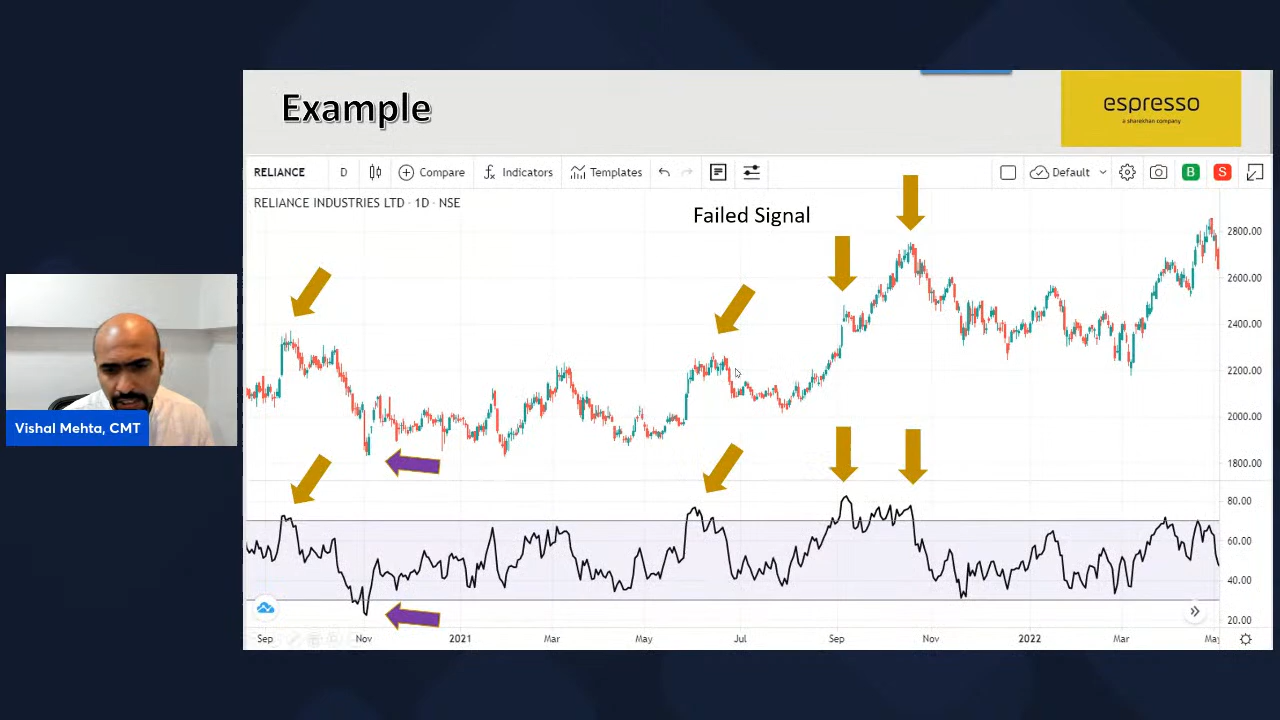 Example
espresso
a sharekhan company
RELIANCE D Compare Indicators Templates Default B S
RELIANCE INDUSTRIES LTD · 1D · NSE
Failed Signal
2800.00
2600.00
2400.00
2200.00
2000.00
1800.00
80.00
60.00
40.00
20.00
Sep Nov 2021 Mar May Jul Sep Nov 2022 Mar May
Vishal Mehta, CMT